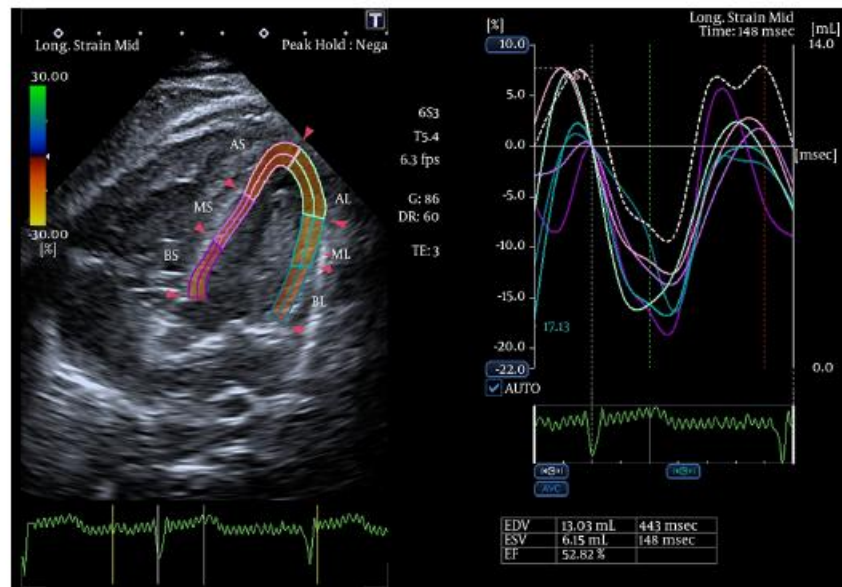 T
Long. Strain Mid
Peak Hold : Nega
30.00
-30.00
[%]
AS
MS
BS
AL
ML
BL
6S3
T5.4
6.3 fps
G: 86
DR: 60
TE: 3
[%]
Long. Strain Mid
Time: 148 msec
[mL]
10.0
14.0
5.0
0.0
[msec]
-5.0
-10.0
-15.0
17.13
-20.0
-22.0
0.0
AUTO
AVC
EDV 13.03 mL 443 msec
ESV 6.15 mL 148 msec
EF 52.82 %